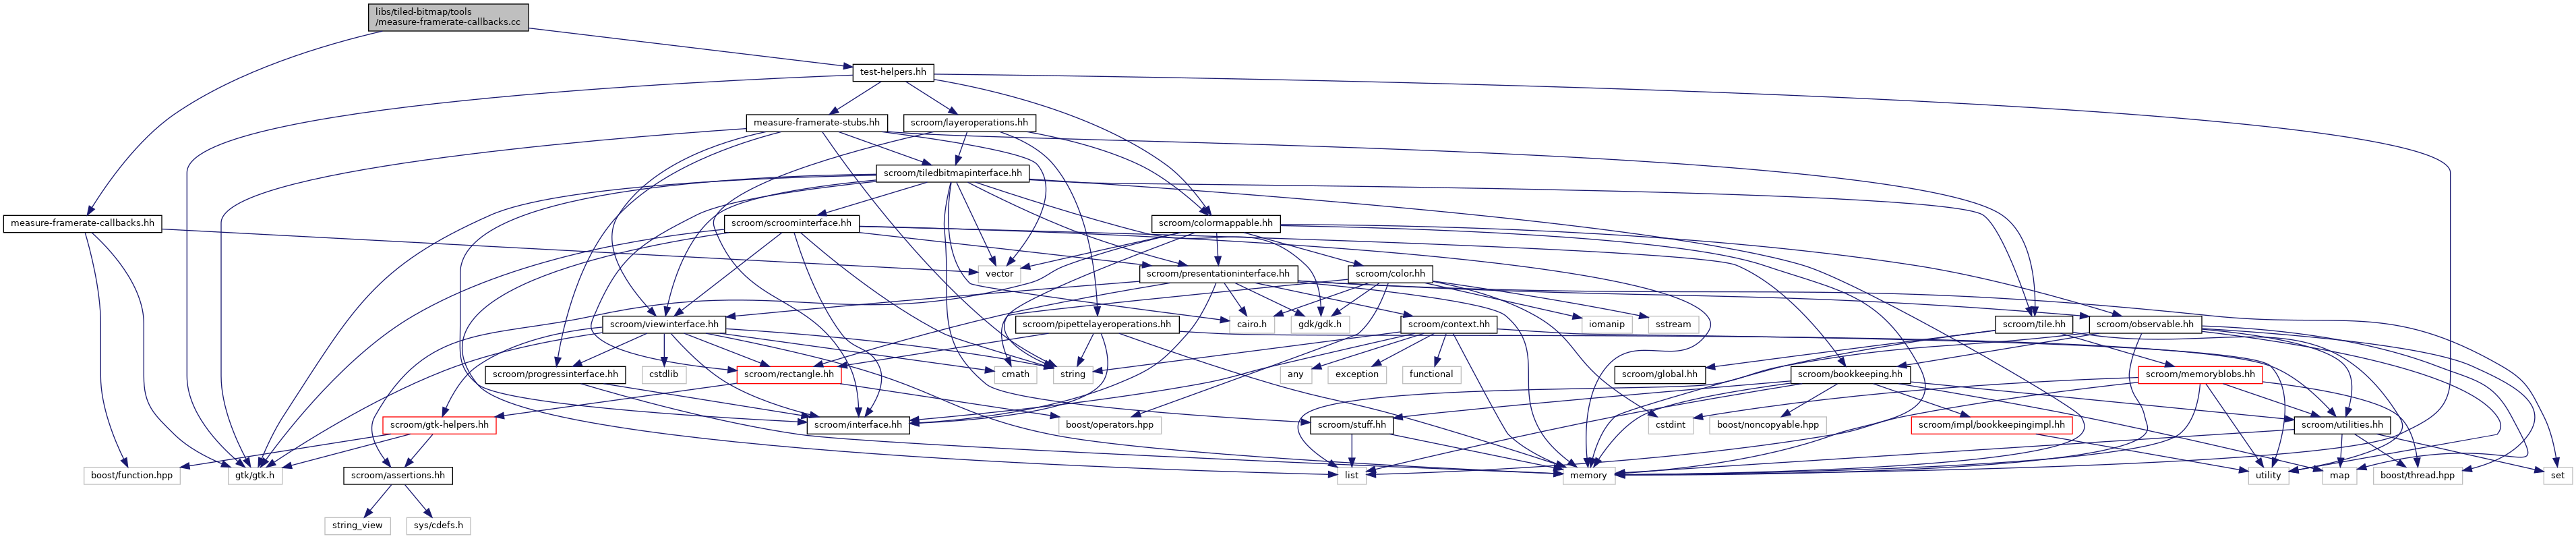 libs/tiled-bitmap/tools
/measure-framerate-callbacks.cc
test-helpers.hh
measure-framerate-stubs.hh
scroom/layeroperations.hh
scroom/tiledbitmapinterface.hh
measure-framerate-callbacks.hh
scroom/scroominterface.hh
scroom/colormappable.hh
vector
scroom/presentationinterface.hh
scroom/color.hh
scroom/viewinterface.hh
scroom/pipettelayeroperations.hh
cairo.h
gdk/gdk.h
scroom/context.hh
iomanip
sstream
scroom/tile.hh
scroom/observable.hh
scroom/progressinterface.hh
cstdlib
scroom/rectangle.hh
cmath
string
any
exception
functional
scroom/global.hh
scroom/bookkeeping.hh
scroom/memoryblobs.hh
scroom/gtk-helpers.hh
scroom/interface.hh
boost/operators.hpp
scroom/stuff.hh
cstdint
boost/noncopyable.hpp
scroom/impl/bookkeepingimpl.hh
scroom/utilities.hh
boost/function.hpp
gtk/gtk.h
scroom/assertions.hh
list
memory
utility
map
boost/thread.hpp
set
string_view
sys/cdefs.h